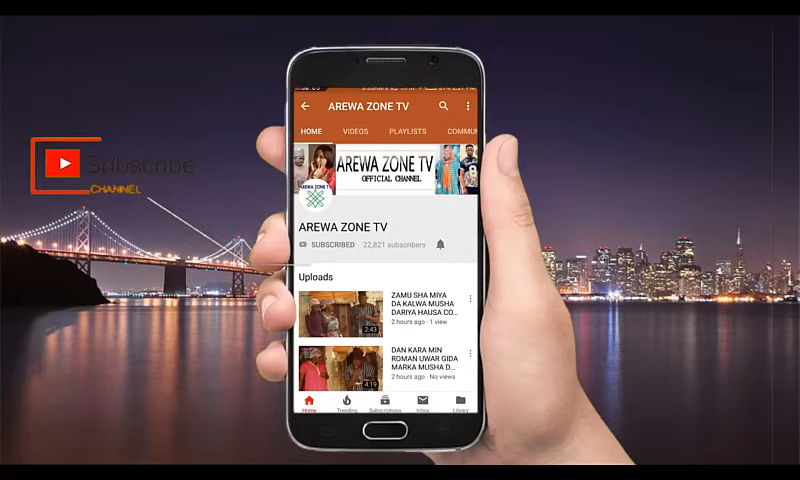 AREWA ZONE TV
HOME VIDEOS PLAYLISTS COMMUN
Subscribe
CHANNEL
AREWA ZONE TV
OFFICIAL CHANNEL
AREWA ZONE TV
SUBSCRIBED 22,821 subscribers
Uploads
ZAMU SHA MIYA
DA KALWA MUSHA
DARIYA HAUSA CO...
2 hours ago · 1 view
2:43
DAN KARA MIN
ROMAN UWAR GIDA
MARKA MUSHA D...
2 hours ago · No views
4:19
Home Trending Subscriptions Inbox Library